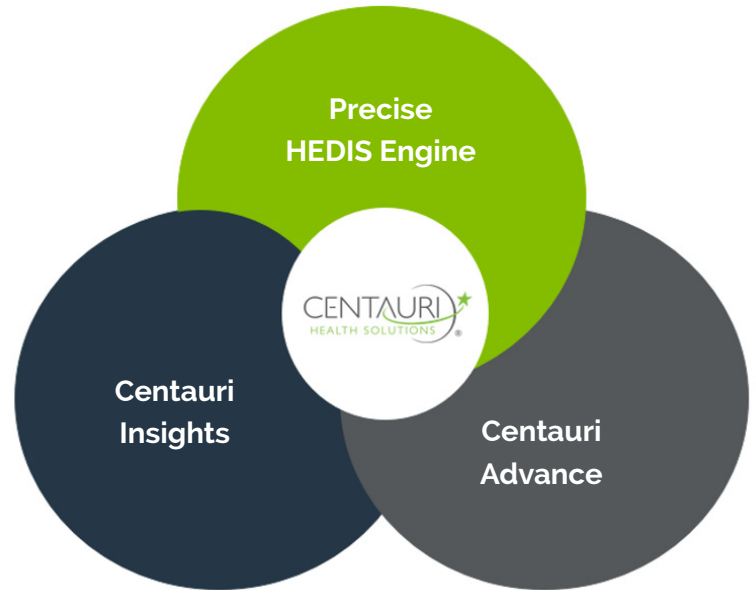 Precise
HEDIS Engine
CENTAURI
HEALTH SOLUTIONS ®
Centauri
Insights
Centauri
Advance